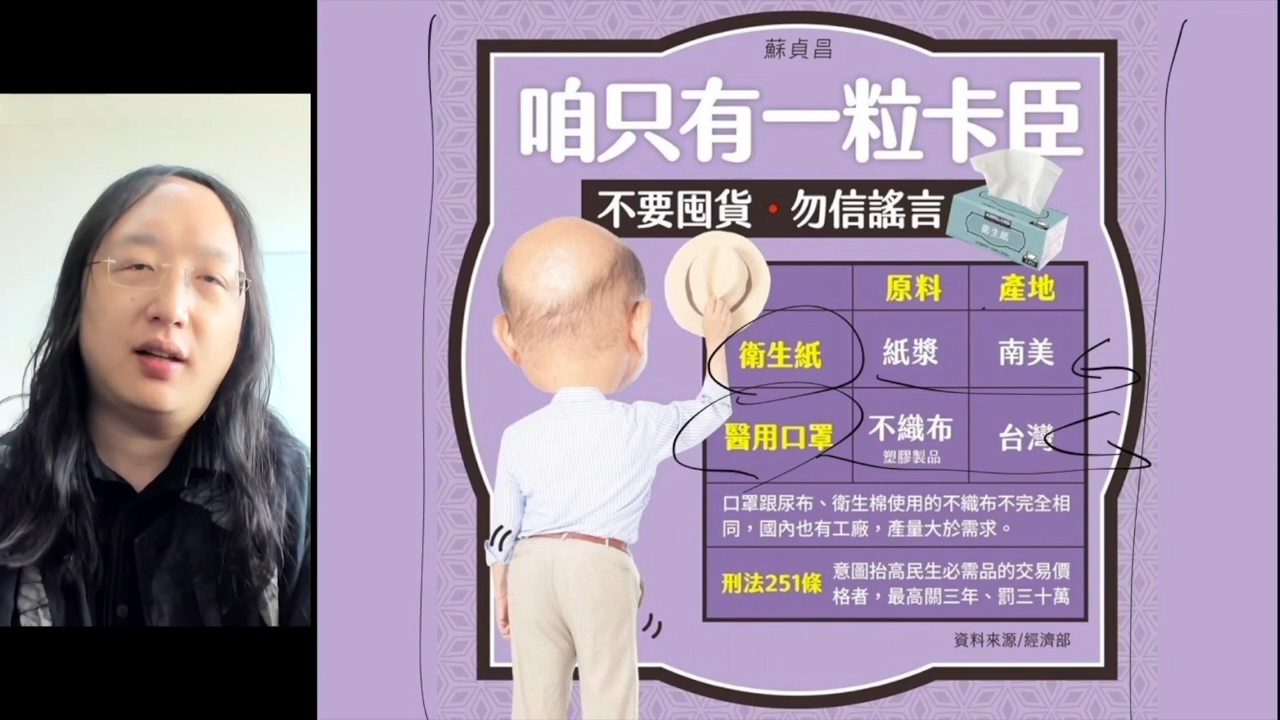 蘇貞昌
咱只有一粒卡臣
不要囤貨・勿信謠言
衛生紙
原料 產地
衛生紙 紙漿 南美
醫用口罩 不織布 台灣
塑膠製品
口罩跟尿布、衛生棉使用的不織布不完全相
同，國內也有工廠，產量大於需求。
刑法251條
意圖抬高民生必需品的交易價
格者，最高關三年、罰三十萬
資料來源/經濟部